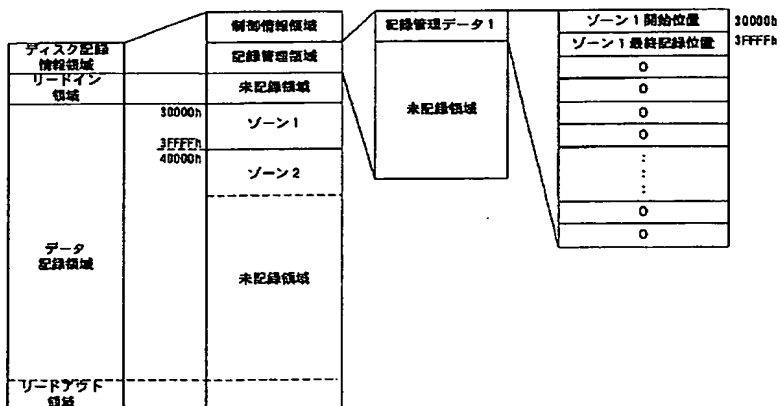 ディスク記録
情報領域
リードイン
領域
データ
記録領域
リードアウト
領域
30000h
3FFFFh
40000h
制御情報領域
記録管理領域
未記録領域
ゾーン1
ゾーン2
未記録領域
記録管理データ1
未記録領域
ゾーン1開始位置
30000h
ゾーン1最終記録位置
3FFFFh
0
0
0
0
:
:
0
0